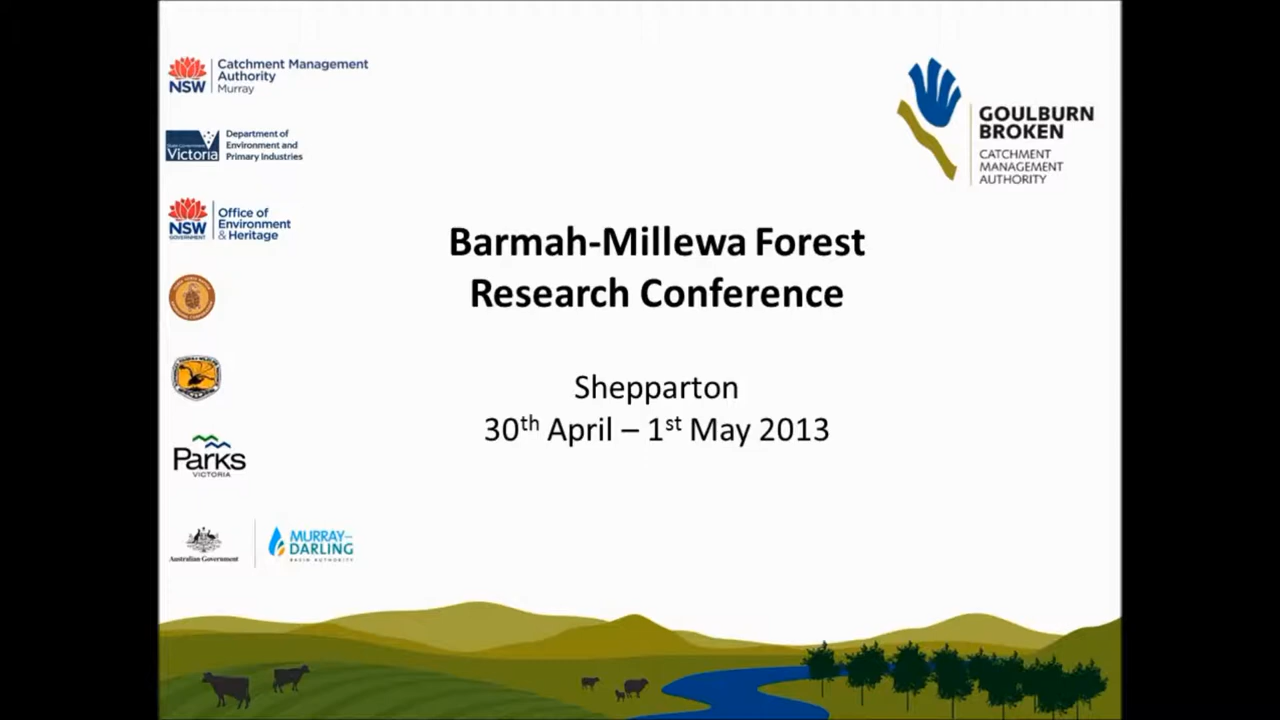 NSW
Catchment Management
Authority
Murray
Victoria
Department of
Environment and
Primary Industries
NSW
GOVERNMENT
Office of
Environment
& Heritage
Parks
VICTORIA
Australian Government
MURRAY–
DARLING
BASIN AUTHORITY
GOULBURN
BROKEN
CATCHMENT
MANAGEMENT
AUTHORITY
Barmah-Millewa Forest
Research Conference
Shepparton
30th April – 1st May 2013